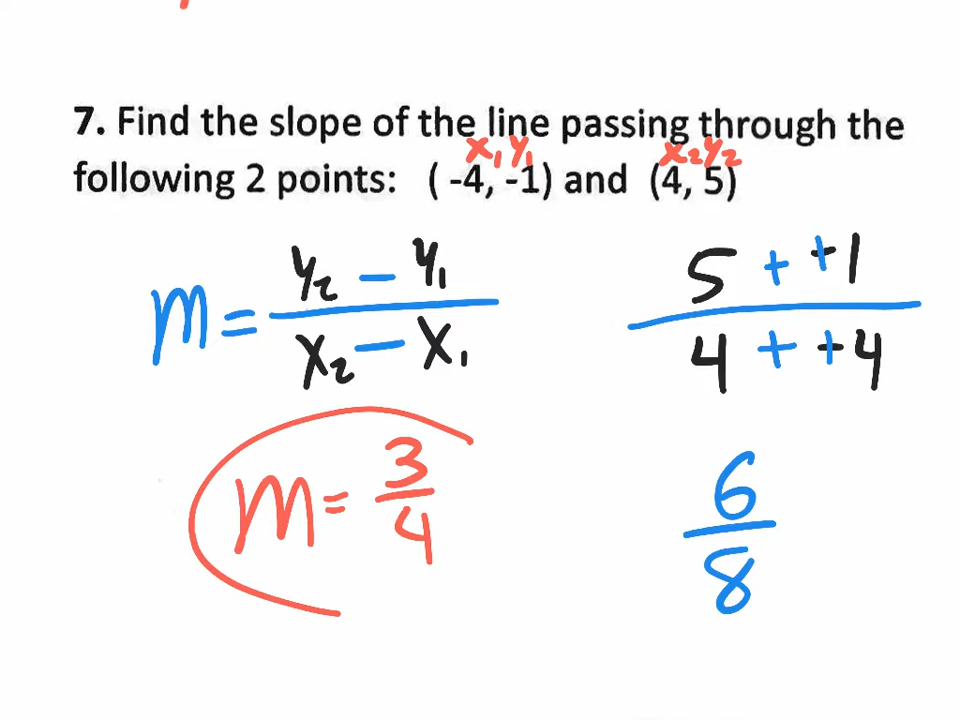 7. Find the slope of the line passing through the
x₁ y₁ x₂ y₂
following 2 points: ( -4, -1) and (4, 5)
m = y₂ - y₁ / x₂ - x₁
5 + +1 / 4 + +4
m = 3/4
6/8